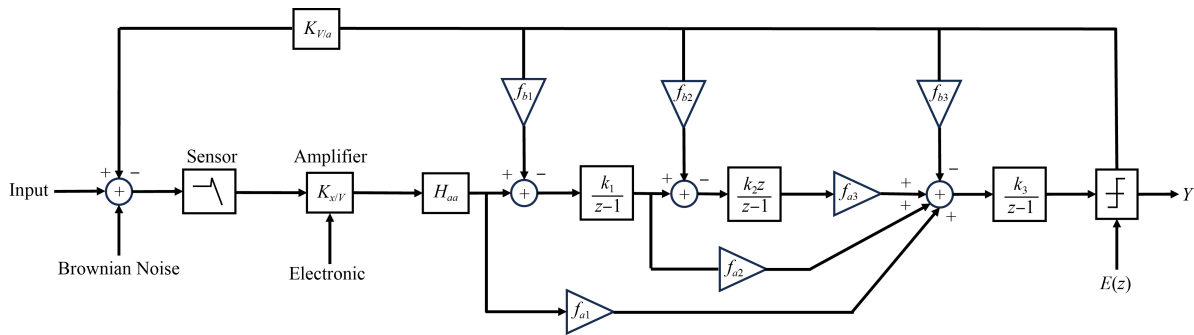 K_{V/a}
f_{b1}
f_{b2}
f_{b3}
Sensor
Amplifier
+ −
+ −
+ −
+ − + +
Input
+
K_{x/V}
H_{aa}
+
k_1
z−1
+
k_2z
z−1
f_{a3}
+
k_3
z−1
Y
Brownian Noise
Electronic
f_{a2}
E(z)
f_{a1}